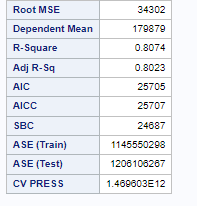 Root MSE 34302
Dependent Mean 179879
R-Square 0.8074
Adj R-Sq 0.8023
AIC 25705
AICC 25707
SBC 24687
ASE (Train) 1145550298
ASE (Test) 1206106267
CV PRESS 1.469603E12